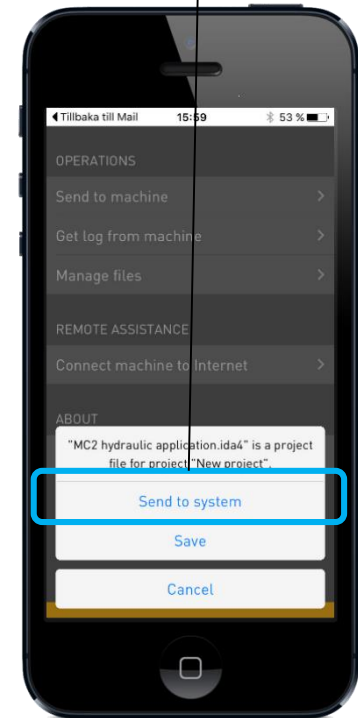 Tillbaka till Mail 15:59 53 %
OPERATIONS
Send to machine
Get log from machine
Manage files
REMOTE ASSISTANCE
Connect machine to Internet
ABOUT
"MC2 hydraulic application.ida4" is a project
file for project "New project".
Send to system
Save
Cancel